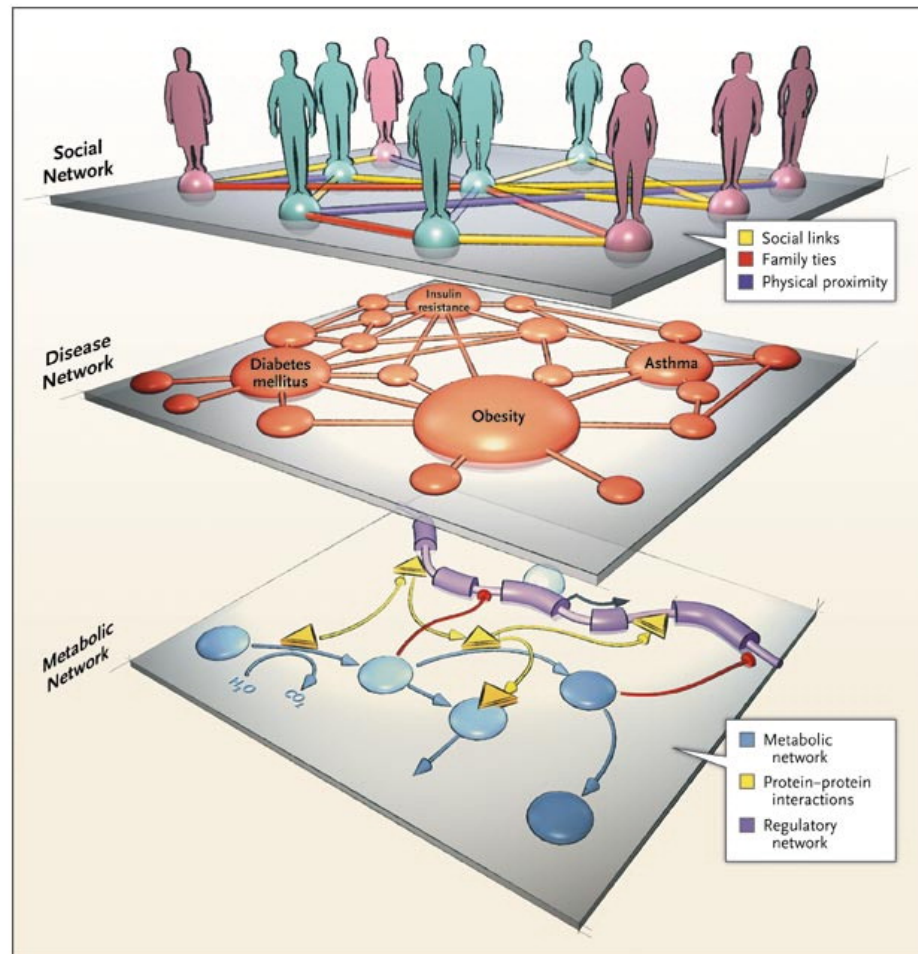 Social
Network
Social links
Family ties
Physical proximity
Disease
Network
Insulin
resistance
Diabetes
mellitus
Asthma
Obesity
Metabolic
Network
H₂O
CO₂
Metabolic
network
Protein–protein
interactions
Regulatory
network